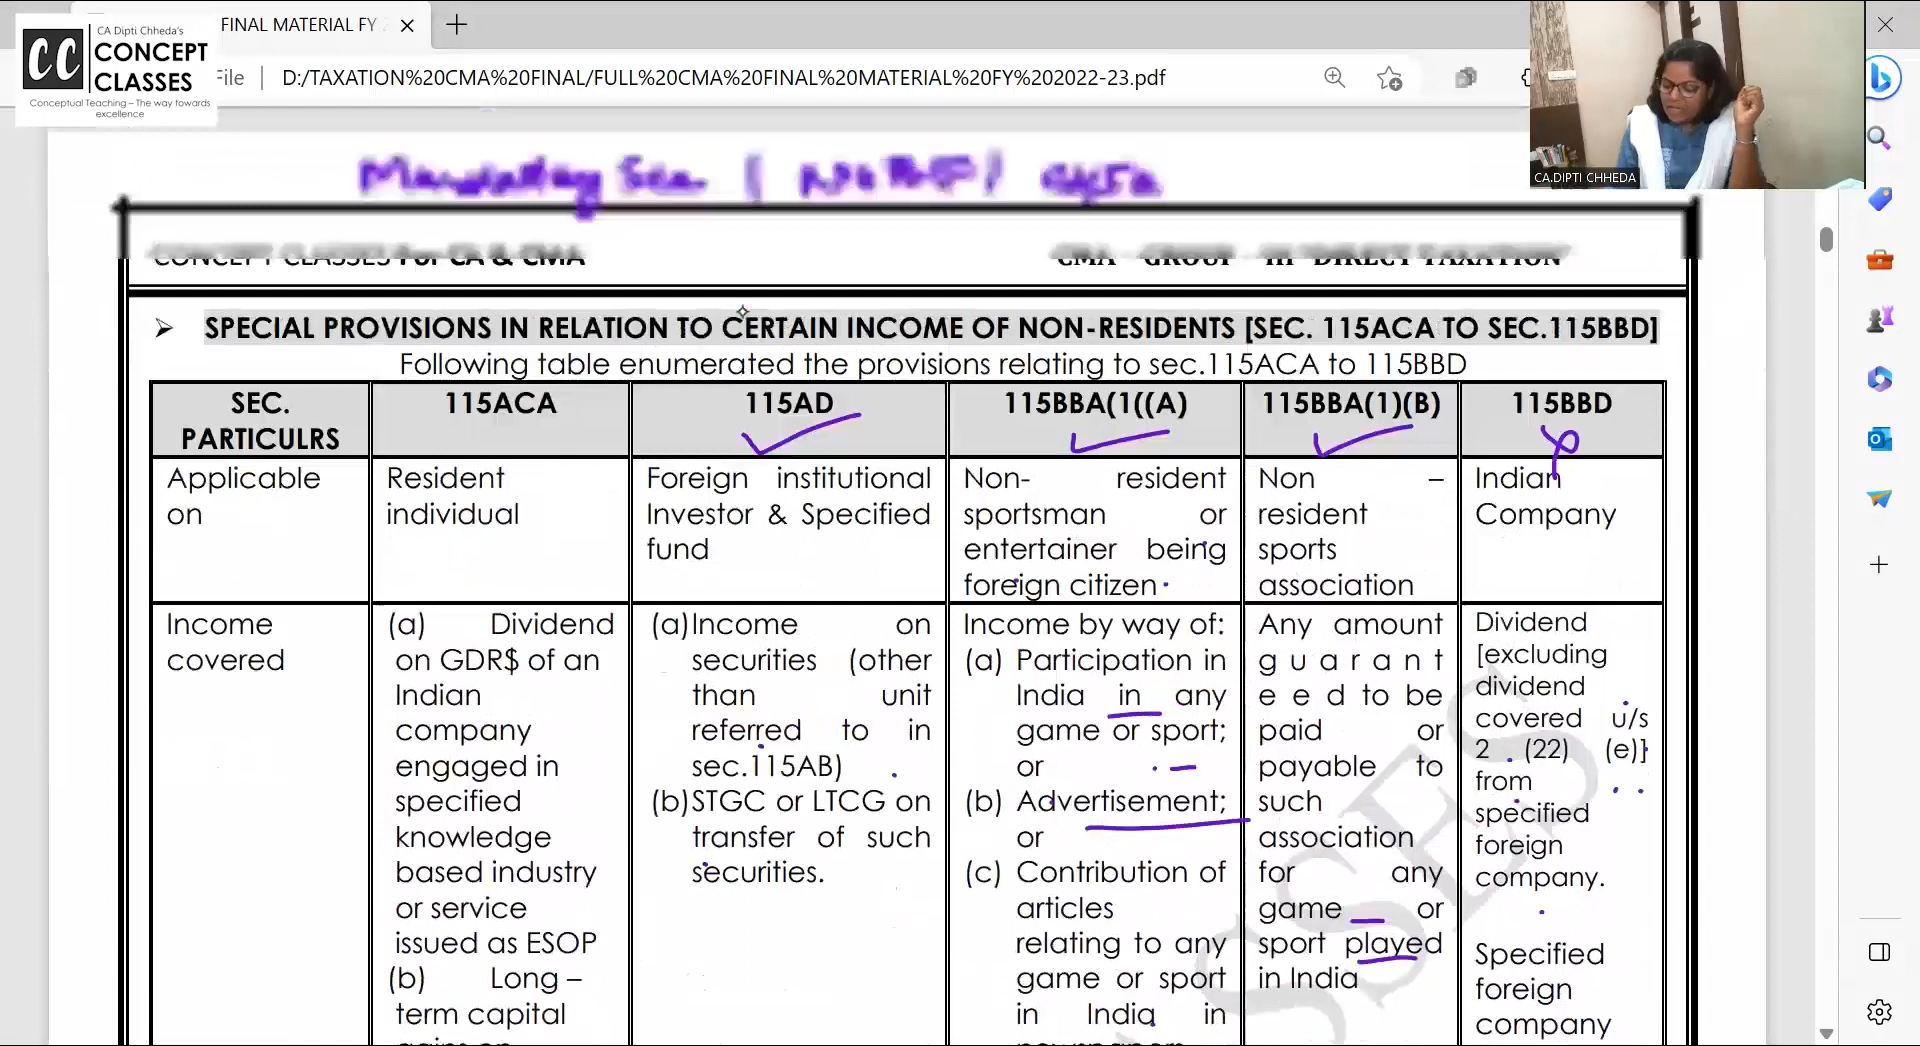 CA Dipti Chheda's
CC CONCEPT
CLASSES
Conceptual Teaching – The way towards
excellence
FINAL MATERIAL FY
File
D:/TAXATION%20CMA%20FINAL/FULL%20CMA%20FINAL%20MATERIAL%20FY%202022-23.pdf
CA.DIPTI CHHEDA
CONCEPT CLASSES For CA & CMA
CMA - GROUP - III "DIRECT TAXATION"
➢ SPECIAL PROVISIONS IN RELATION TO CERTAIN INCOME OF NON-RESIDENTS [SEC. 115ACA TO SEC.115BBD]
Following table enumerated the provisions relating to sec.115ACA to 115BBD
SEC.
PARTICULRS
115ACA
115AD
115BBA(1((A)
115BBA(1)(B)
115BBD
Applicable
on
Resident
individual
Foreign institutional
Investor & Specified
fund
Non- resident
sportsman or
entertainer being
foreign citizen
Non –
resident
sports
association
Indian
Company
Income
covered
(a) Dividend
on GDR$ of an
Indian
company
engaged in
specified
knowledge
based industry
or service
issued as ESOP
(b) Long –
term capital
(a)Income on
securities (other
than unit
referred to in
sec.115AB)
(b)STGC or LTCG on
transfer of such
securities.
Income by way of:
(a) Participation in
India in any
game or sport;
or
(b) Advertisement;
or
(c) Contribution of
articles
relating to any
game or sport
in India in
Any amount
g u a r a n t
e e d to be
paid or
payable to
such
association
for any
game or
sport played
in India
Dividend
[excluding
dividend
covered u/s
2 (22) (e)]
from
specified
foreign
company.
Specified
foreign
company